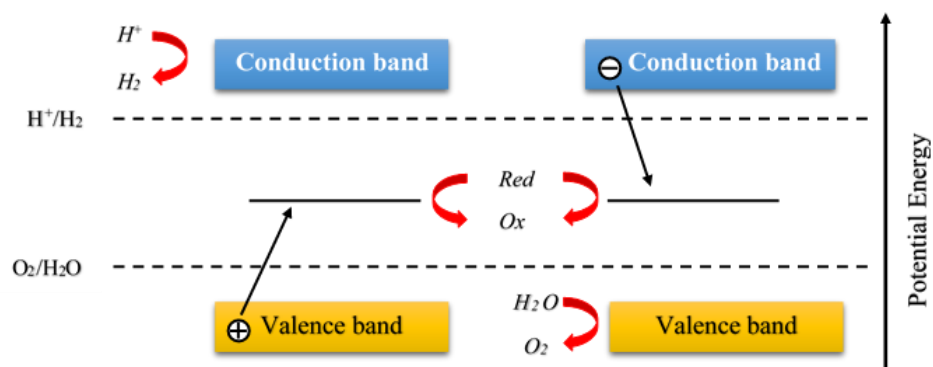 H⁺
Conduction band
⊖ Conduction band
H₂
H⁺/H₂
Red
Ox
O₂/H₂O
H₂O
⊕ Valence band
Valence band
O₂
Potential Energy